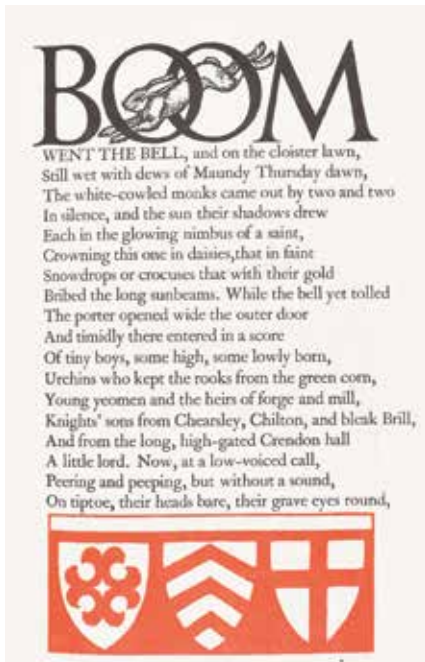 BOOM
WENT THE BELL, and on the cloister lawn,
Still wet with dews of Maundy Thursday dawn,
The white-cowled monks came out by two and two
In silence, and the sun their shadows drew
Each in the glowing nimbus of a saint,
Crowning this one in daisies,that in faint
Snowdrops or crocuses that with their gold
Bribed the long sunbeams. While the bell yet tolled
The porter opened wide the outer door
And timidly there entered in a score
Of tiny boys, some high, some lowly born,
Urchins who kept the rooks from the green corn,
Young yeomen and the heirs of forge and mill,
Knights' sons from Chearsley, Chilton, and bleak Brill,
And from the long, high-gated Crendon hall
A little lord. Now, at a low-voiced call,
Peering and peeping, but without a sound,
On tiptoe, their heads bare, their grave eyes round,